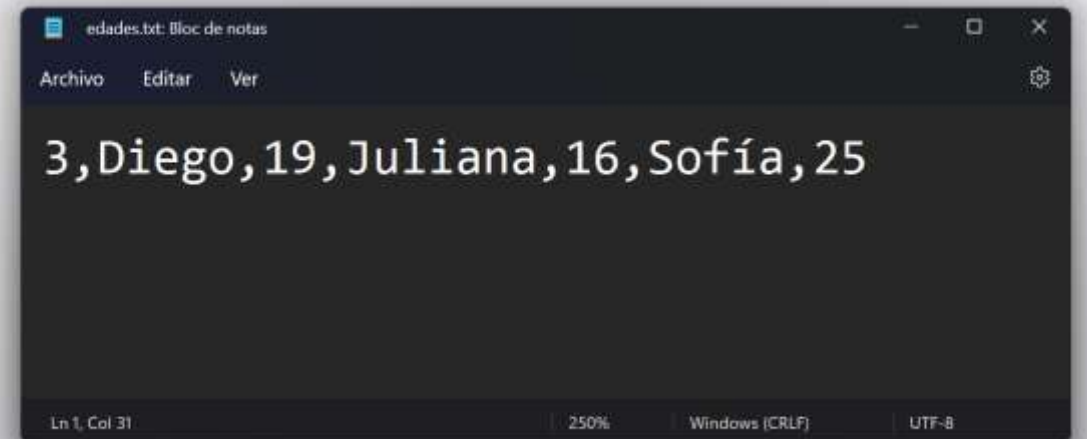 edades.txt: Bloc de notas
Archivo Editar Ver
3,Diego,19,Juliana,16,Sofía,25
Ln 1, Col 31 250% Windows (CRLF) UTF-8